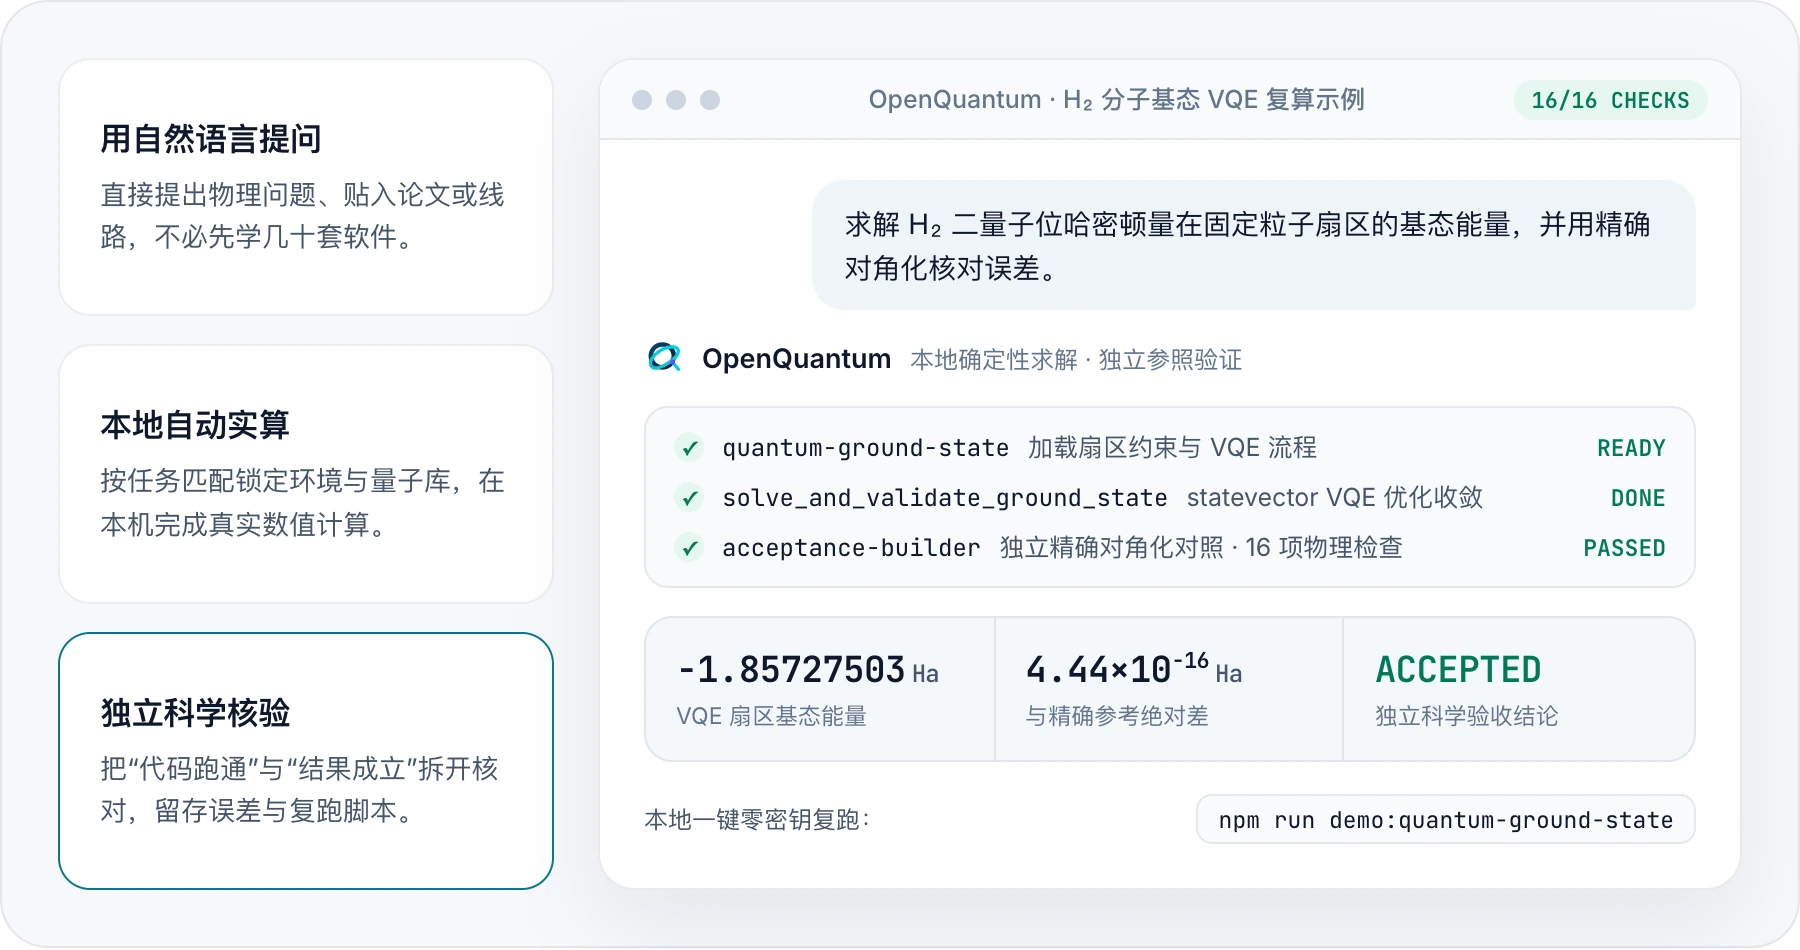 用自然语言提问
直接提出物理问题、贴入论文或线
路，不必先学几十套软件。
本地自动实算
按任务匹配锁定环境与量子库，在
本机完成真实数值计算。
独立科学核验
把“代码跑通”与“结果成立”拆开核
对，留存误差与复跑脚本。
OpenQuantum · H₂ 分子基态 VQE 复算示例
16/16 CHECKS
求解 H₂ 二量子位哈密顿量在固定粒子扇区的基态能量，并用精确
对角化核对误差。
OpenQuantum 本地确定性求解 · 独立参照验证
✓ quantum-ground-state 加载扇区约束与 VQE 流程 READY
✓ solve_and_validate_ground_state statevector VQE 优化收敛 DONE
✓ acceptance-builder 独立精确对角化对照 · 16 项物理检查 PASSED
-1.85727503 Ha
VQE 扇区基态能量
4.44×10⁻¹⁶ Ha
与精确参考绝对差
ACCEPTED
独立科学验收结论
本地一键零密钥复跑：
npm run demo:quantum-ground-state